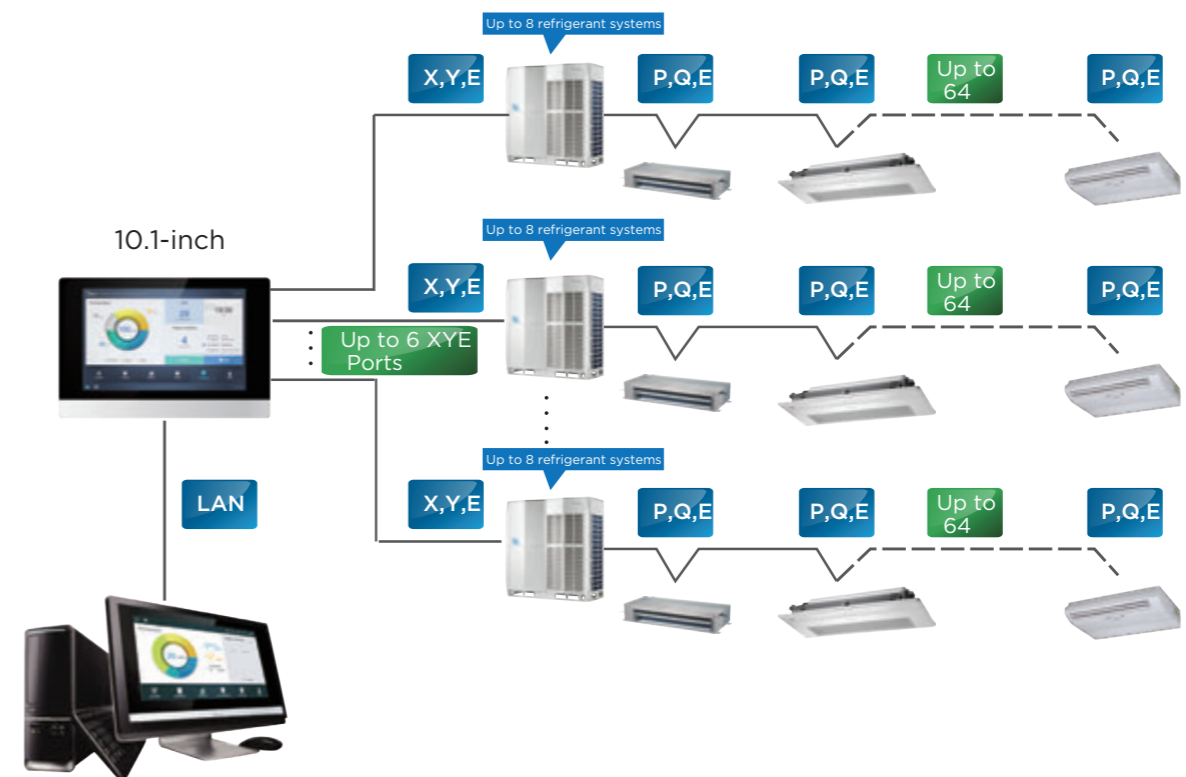 Up to 8 refrigerant systems
X,Y,E
P,Q,E
P,Q,E
Up to
64
P,Q,E
10.1-inch
Up to 8 refrigerant systems
X,Y,E
P,Q,E
P,Q,E
Up to
64
P,Q,E
Up to 6 XYE
Ports
Up to 8 refrigerant systems
LAN
X,Y,E
P,Q,E
P,Q,E
Up to
64
P,Q,E